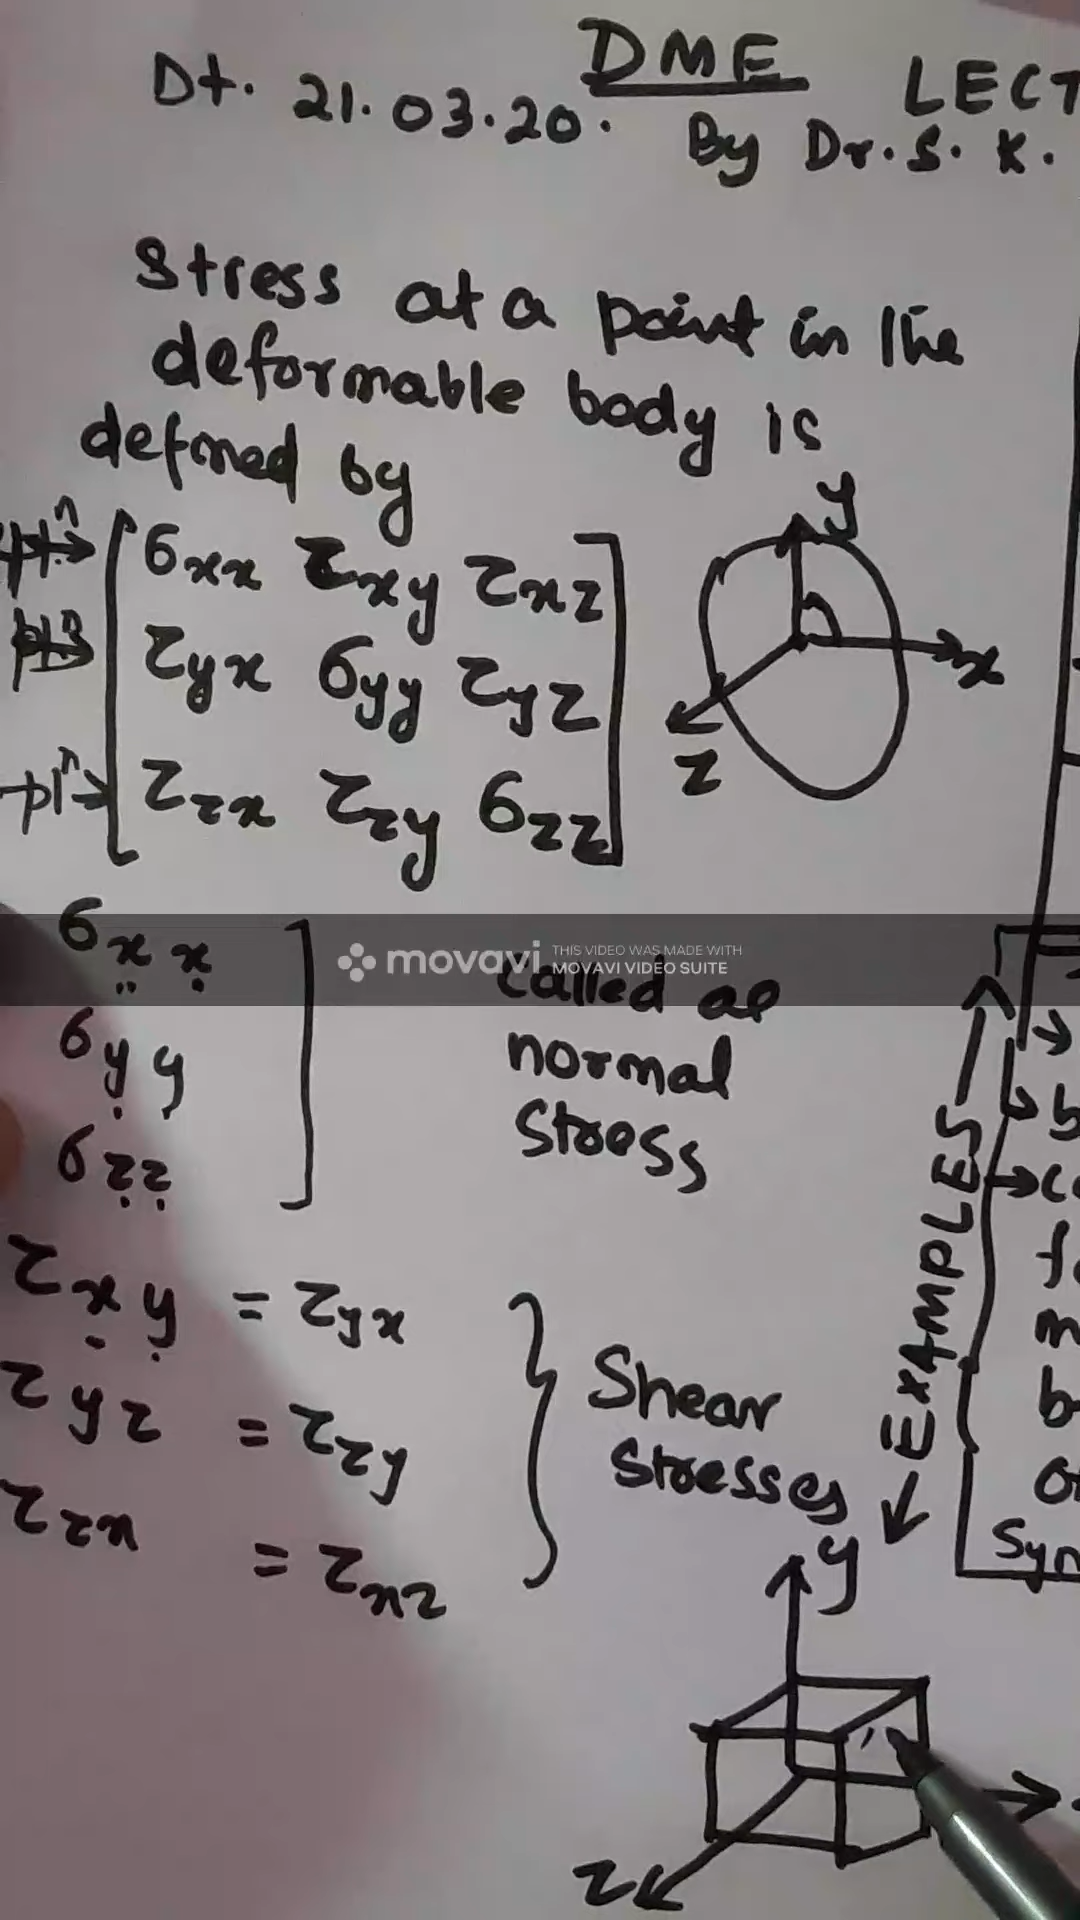 DME
Dt. 21.03.20.
LECT
By Dr. S. K.
Stress at a point in the
deformable body is
defined by
σxx τxy τxz
τyx σyy τyz
τzx τzy σzz
y
x
z
σxx
σyy
σzz
called as
normal
Stress
τxy = τyx
τyz = τzy
τzx = τxz
Shear
Stresses
EXAMPLES
b
c
f
m
b
o
Syn
y
z
movavi
THIS VIDEO WAS MADE WITH
MOVAVI VIDEO SUITE